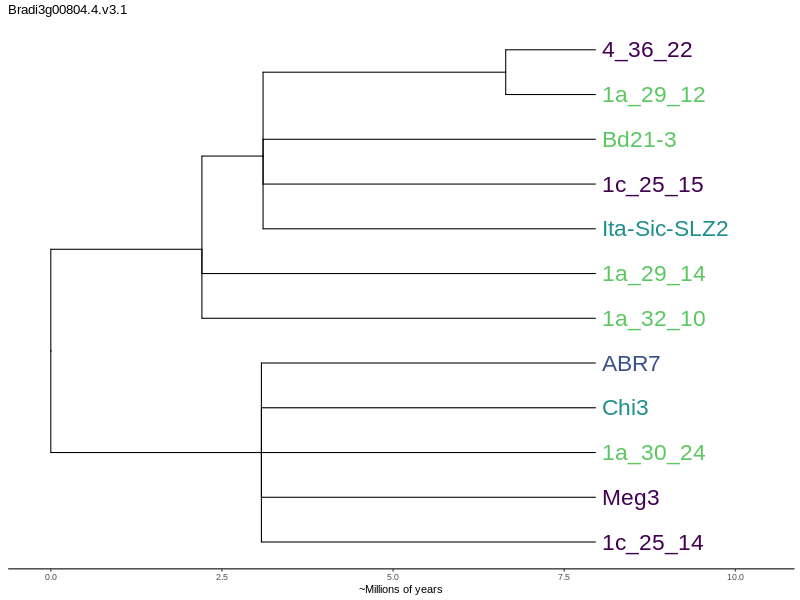 Bradi3g00804.4.v3.1
4_36_22
1a_29_12
Bd21-3
1c_25_15
Ita-Sic-SLZ2
1a_29_14
1a_32_10
ABR7
Chi3
1a_30_24
Meg3
1c_25_14
0.0 2.5 5.0 7.5 10.0
~Millions of years